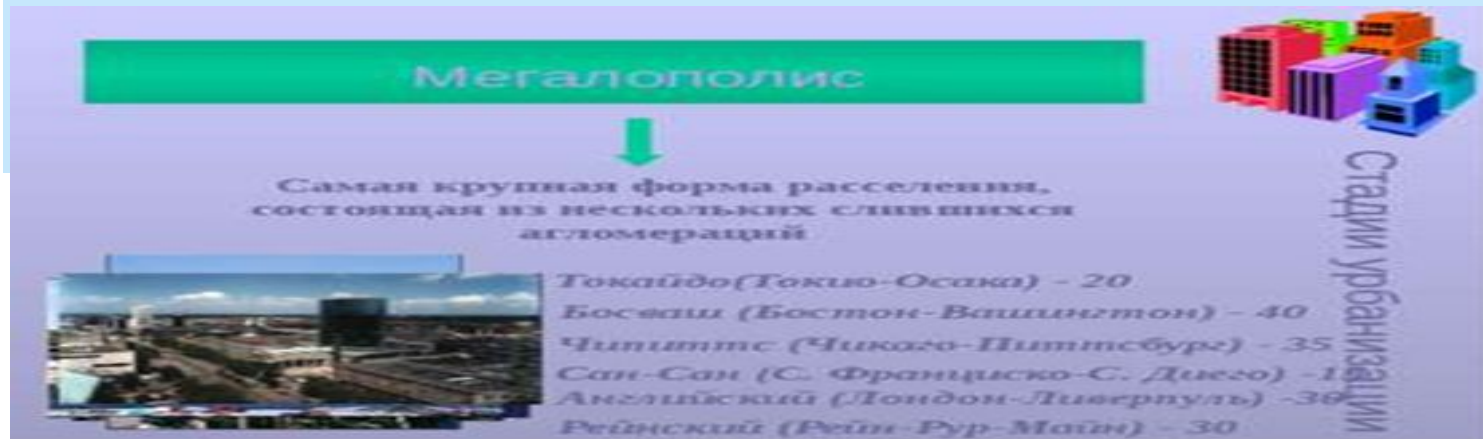 Мегалополис
Самая крупная форма расселения,
состоящая из нескольких слившихся
агломераций
Токайдо(Токио-Осака) - 20
Босваш (Бостон-Вашингтон) - 40
Чипиттс (Чикаго-Питтсбург) - 35
Сан-Сан (С. Франциско-С. Диего)
Английский (Лондон-Ливерпуль) -30
Рейнский (Рейн-Рур-Майн) - 30
Стадии урбанизации